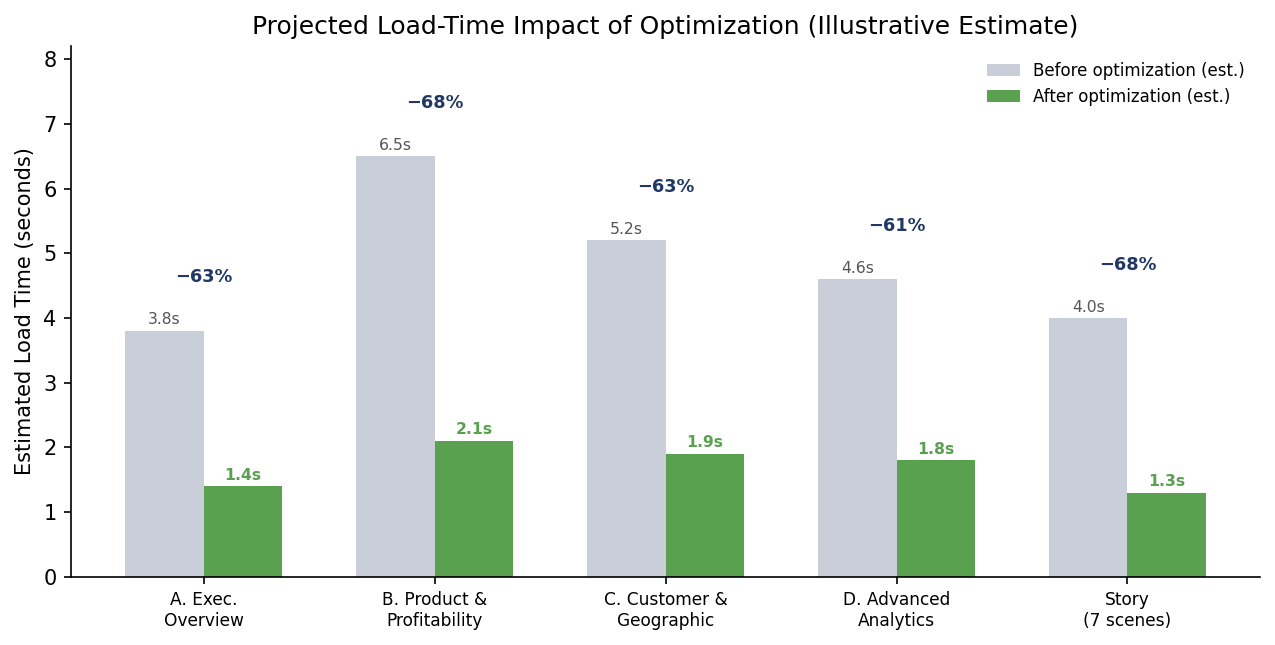 Projected Load-Time Impact of Optimization (Illustrative Estimate)
Before optimization (est.)
After optimization (est.)
Estimated Load Time (seconds)
8
7
6
5
4
3
2
1
0
−63%
3.8s
1.4s
−68%
6.5s
2.1s
−63%
5.2s
1.9s
−61%
4.6s
1.8s
−68%
4.0s
1.3s
A. Exec.
Overview
B. Product &
Profitability
C. Customer &
Geographic
D. Advanced
Analytics
Story
(7 scenes)